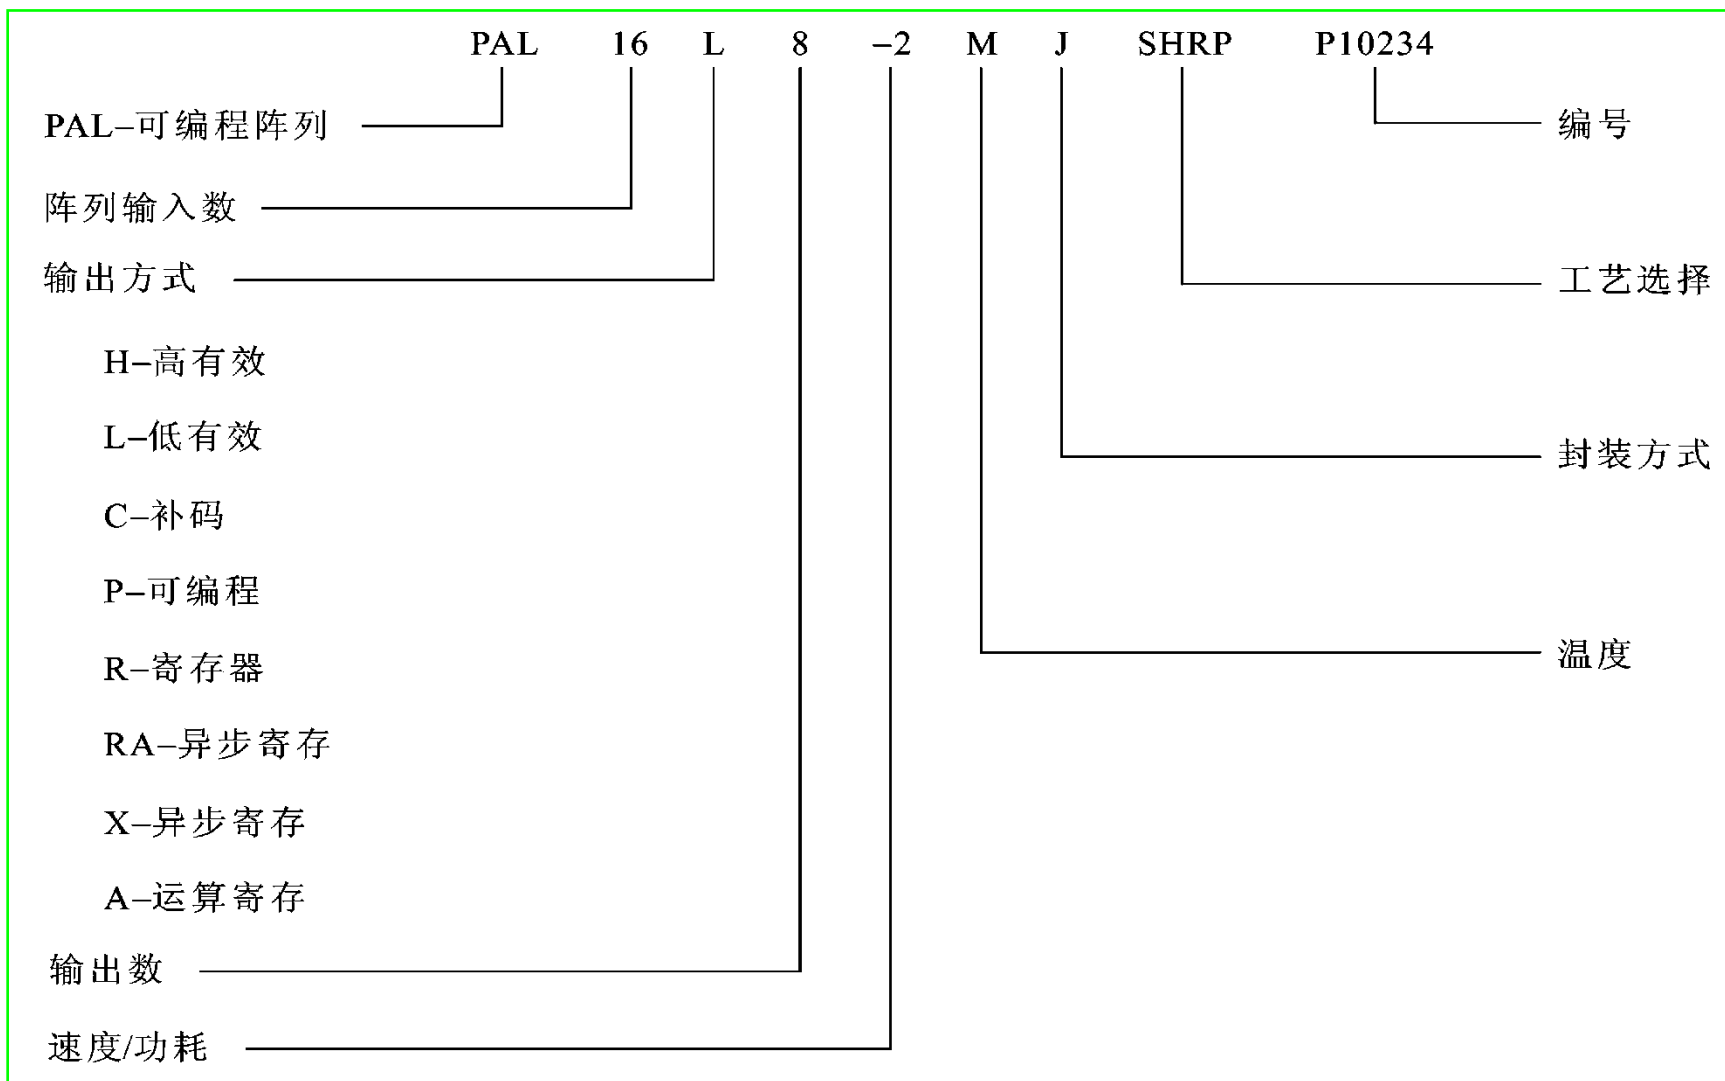 PAL 16 L 8 –2 M J SHRP P10234
PAL–可编程阵列
编号
阵列输入数
输出方式
工艺选择
H–高有效
L–低有效
封装方式
C–补码
P–可编程
R–寄存器
温度
RA–异步寄存
X–异步寄存
A–运算寄存
输出数
速度/功耗